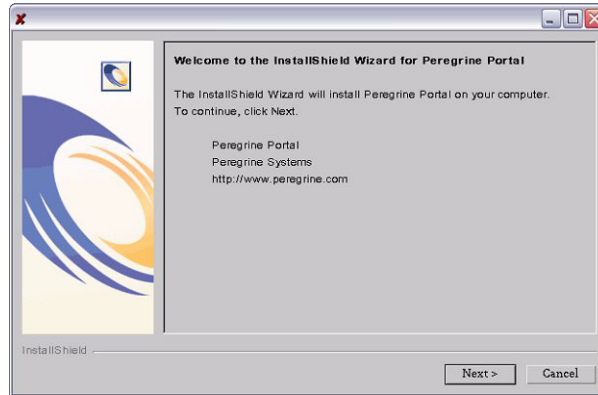 Welcome to the InstallShield Wizard for Peregrine Portal
The InstallShield Wizard will install Peregrine Portal on your computer.
To continue, click Next.
Peregrine Portal
Peregrine Systems
http://www.peregrine.com
InstallShield
Next >
Cancel